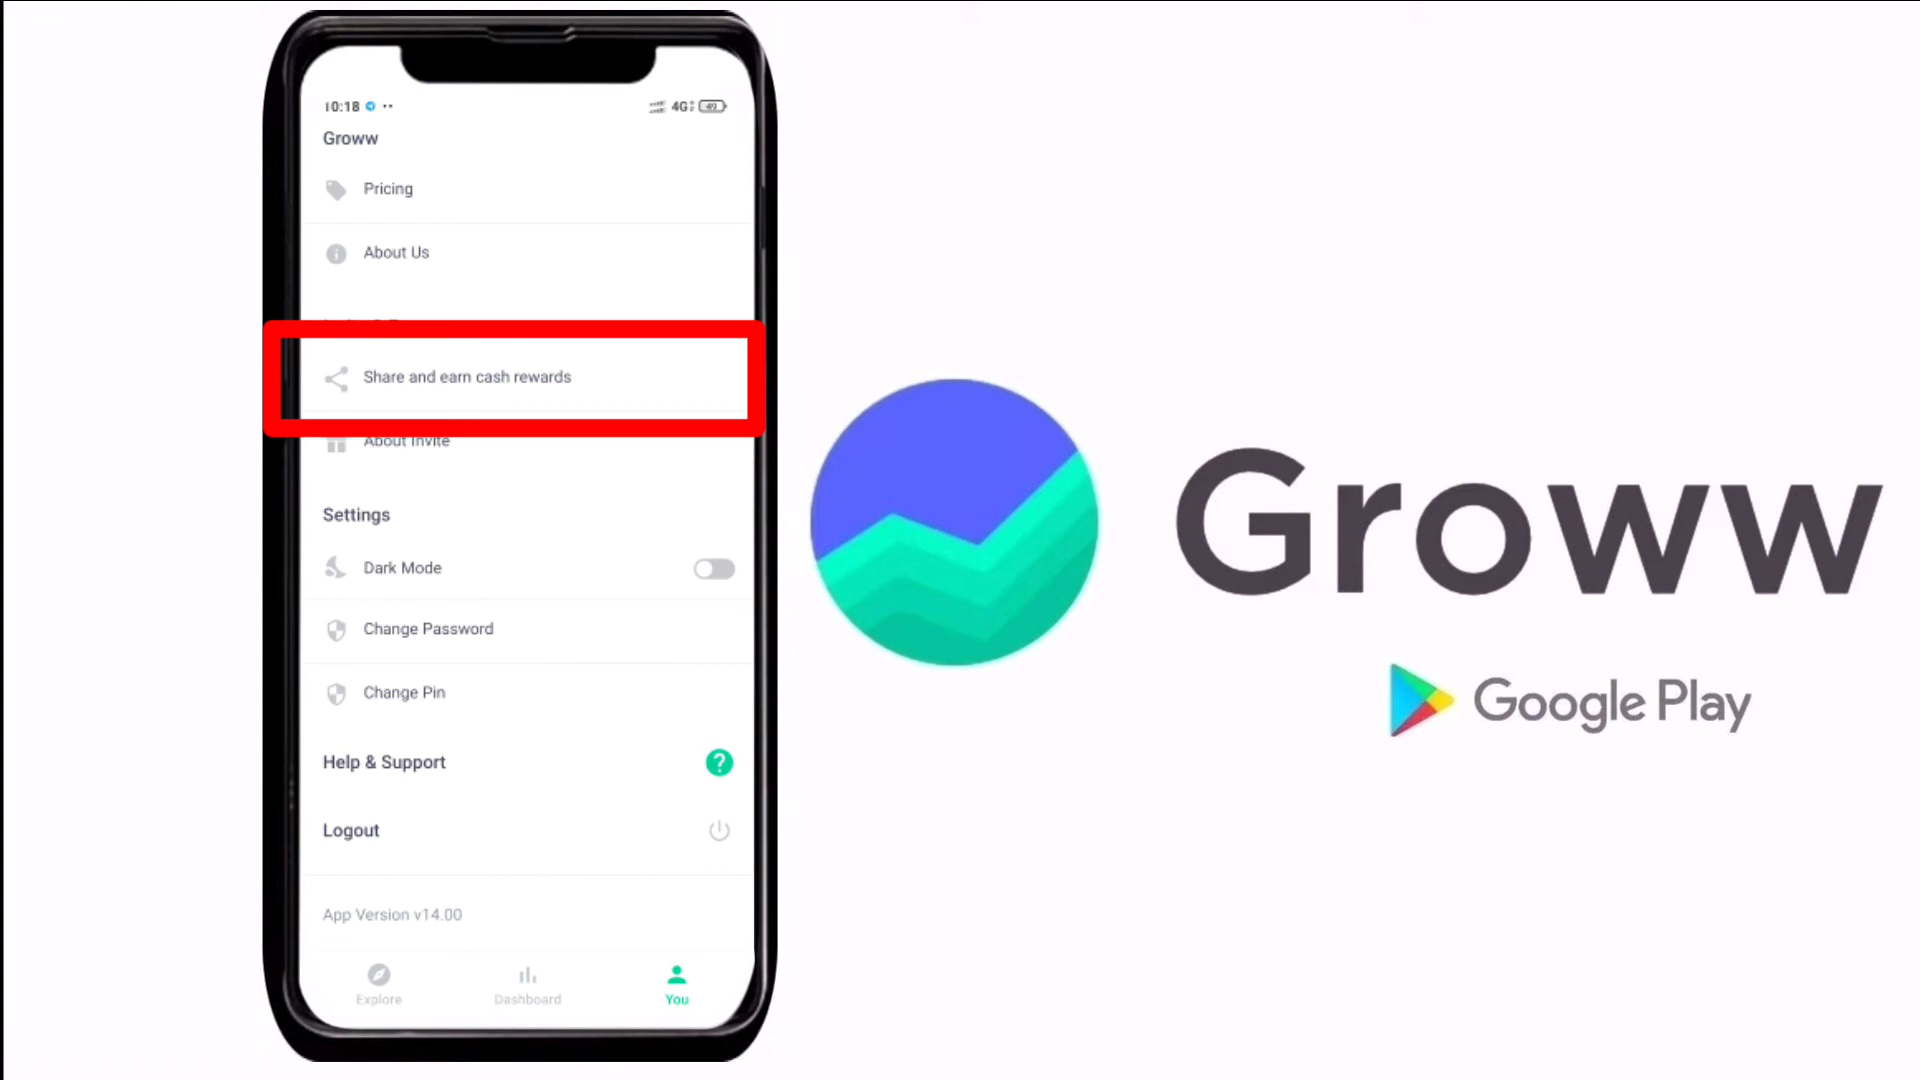 10:18
4G
49
Groww
Pricing
About Us
Share and earn cash rewards
About Invite
Settings
Dark Mode
Change Password
Change Pin
Help & Support
?
Logout
App Version v14.00
Explore
Dashboard
You
Groww
Google Play